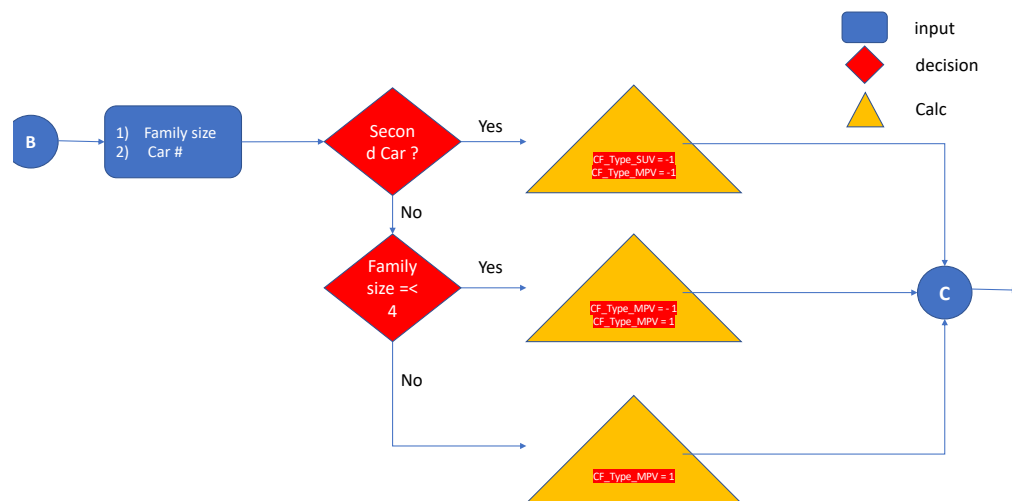 input
decision
Calc
B
1) Family size
2) Car #
Secon
d Car ?
Yes
CF_Type_SUV = -1
CF_Type_MPV = -1
No
Family
size =<
4
Yes
CF_Type_MPV = - 1
CF_Type_MPV = 1
C
No
CF_Type_MPV = 1